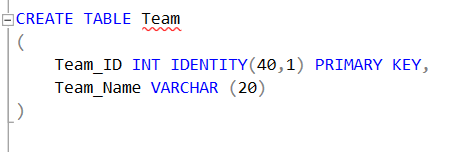 CREATE TABLE Team
(
Team_ID INT IDENTITY(40,1) PRIMARY KEY,
Team_Name VARCHAR (20)
)